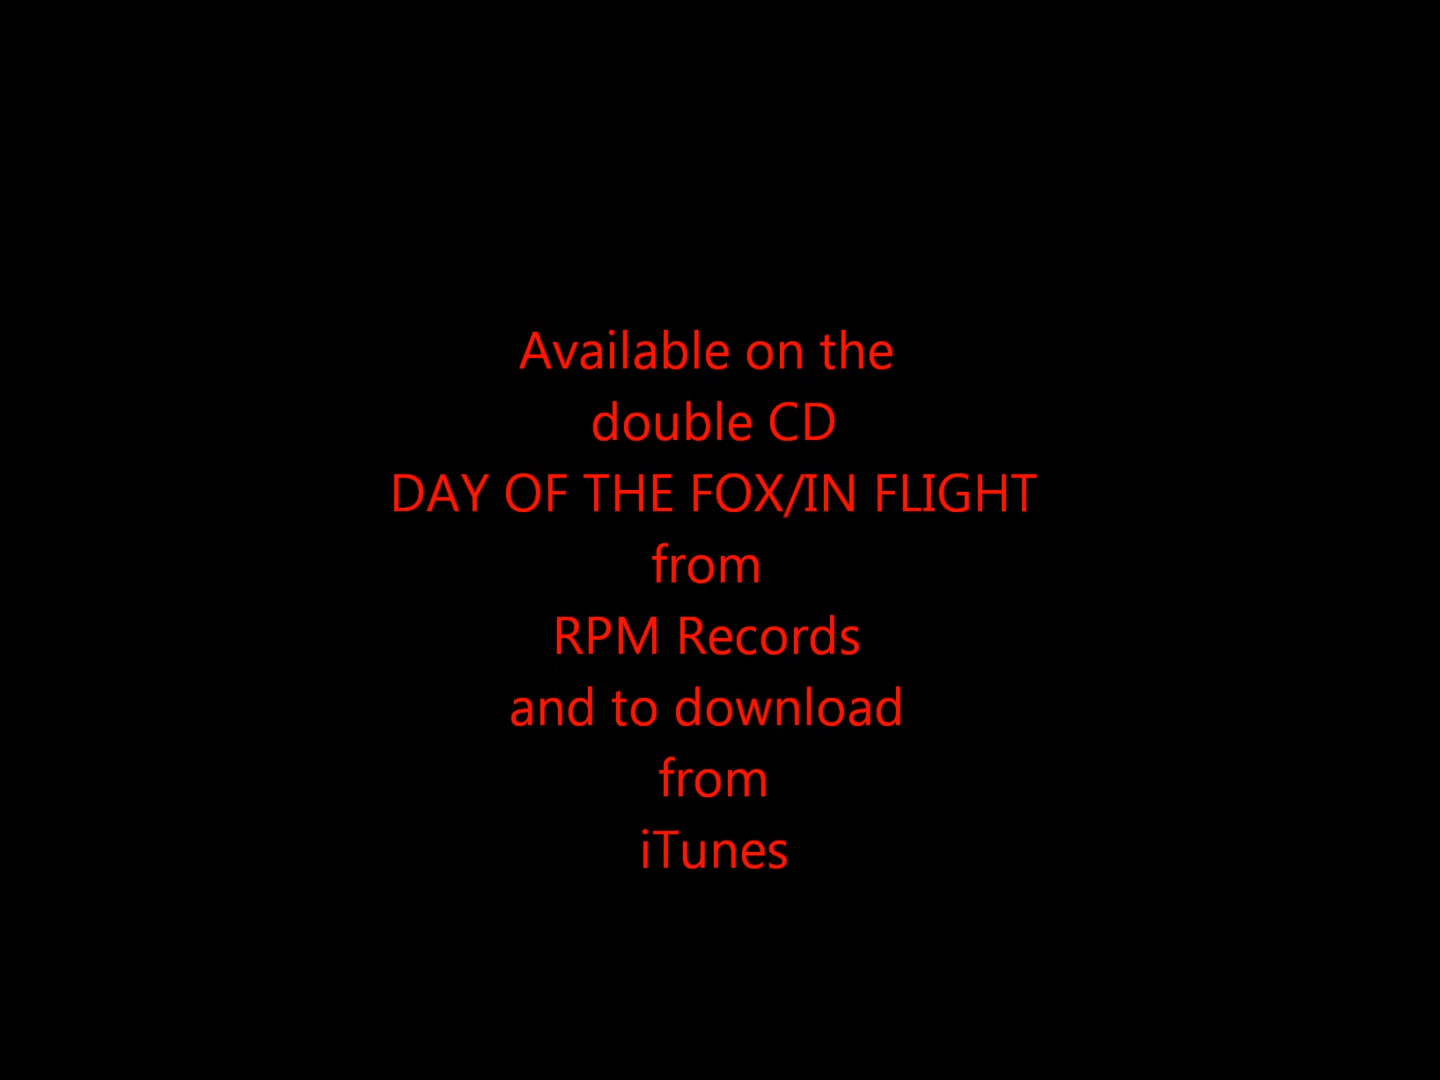 Available on the
double CD
DAY OF THE FOX/IN FLIGHT
from
RPM Records
and to download
from
iTunes